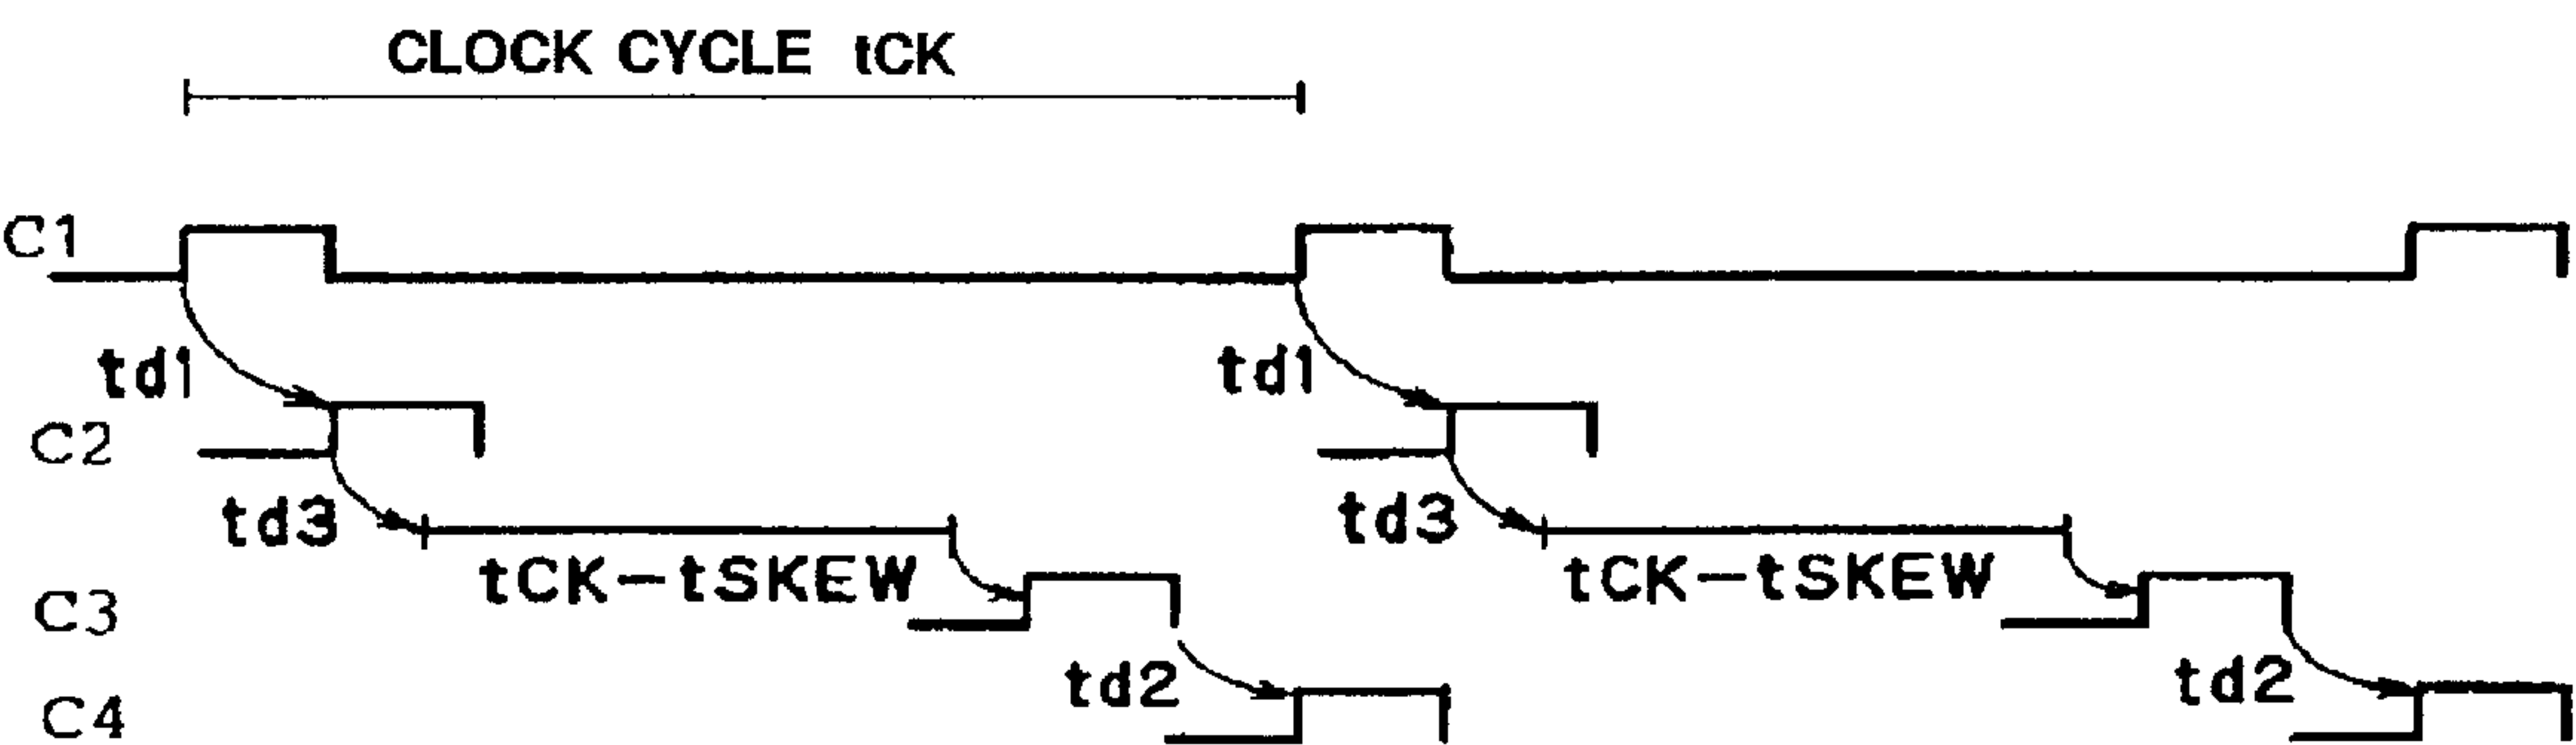 CLOCK CYCLE tCK
C1
td1 td1
C2
td3 td3
tCK-tSKEW tCK-tSKEW
C3
td2 td2
C4